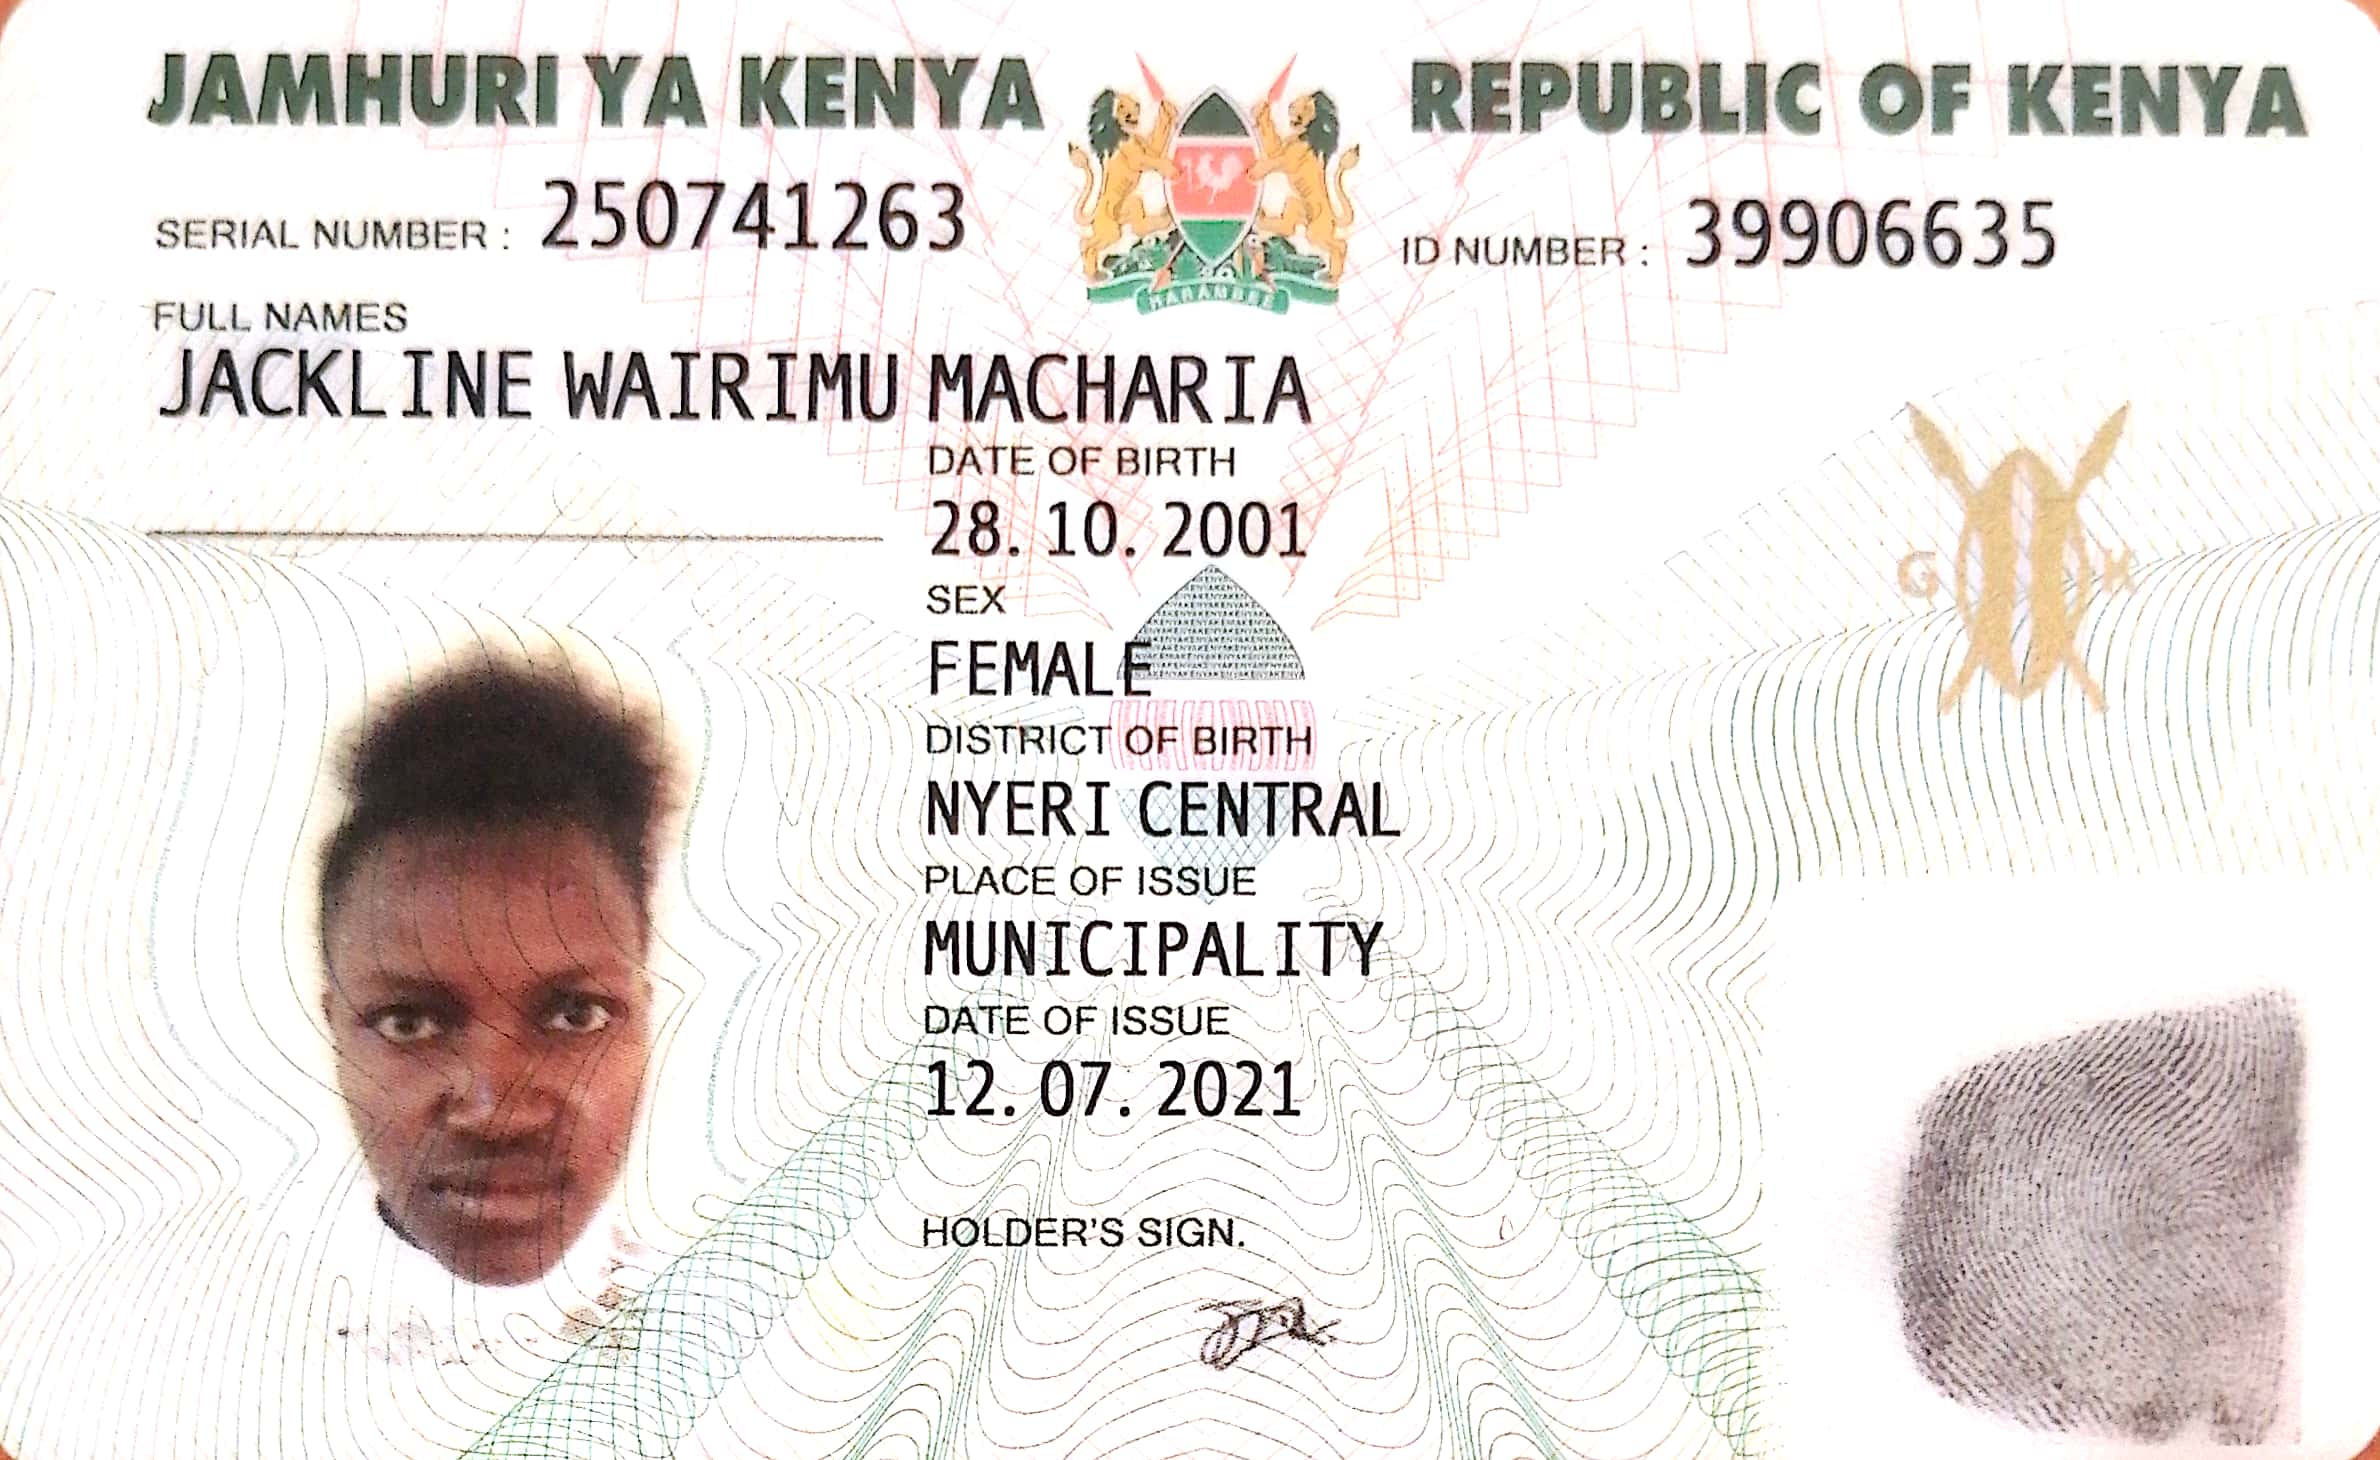 JAMHURI YA KENYA
REPUBLIC OF KENYA
SERIAL NUMBER : 250741263
ID NUMBER : 39906635
HARAMBEE
FULL NAMES
JACKLINE WAIRIMU MACHARIA
DATE OF BIRTH
28. 10. 2001
SEX
FEMALE
DISTRICT OF BIRTH
NYERI CENTRAL
PLACE OF ISSUE
MUNICIPALITY
DATE OF ISSUE
12. 07. 2021
HOLDER'S SIGN.